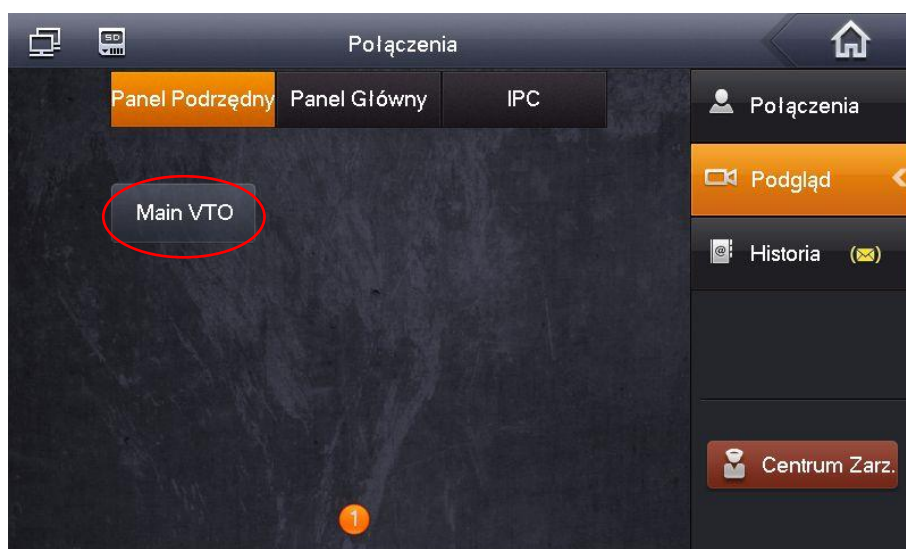 SD
Połączenia
Panel Podrzędny
Panel Główny
IPC
Main VTO
1
Połączenia
Podgląd
@
Historia
Centrum Zarz.